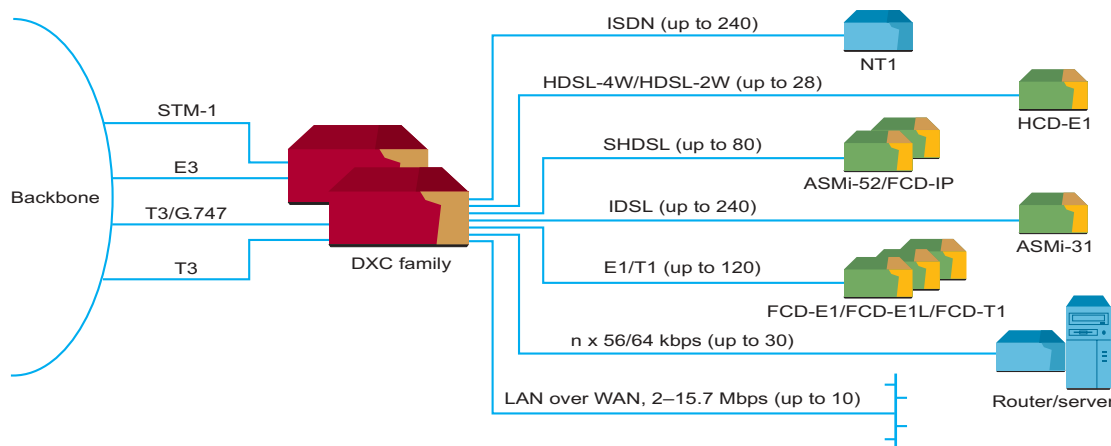 ISDN (up to 240)
NT1
HDSL-4W/HDSL-2W (up to 28)
HCD-E1
STM-1
SHDSL (up to 80)
ASMi-52/FCD-IP
E3
Backbone
IDSL (up to 240)
ASMi-31
T3/G.747
DXC family
T3
E1/T1 (up to 120)
FCD-E1/FCD-E1L/FCD-T1
n x 56/64 kbps (up to 30)
Router/server
LAN over WAN, 2–15.7 Mbps (up to 10)